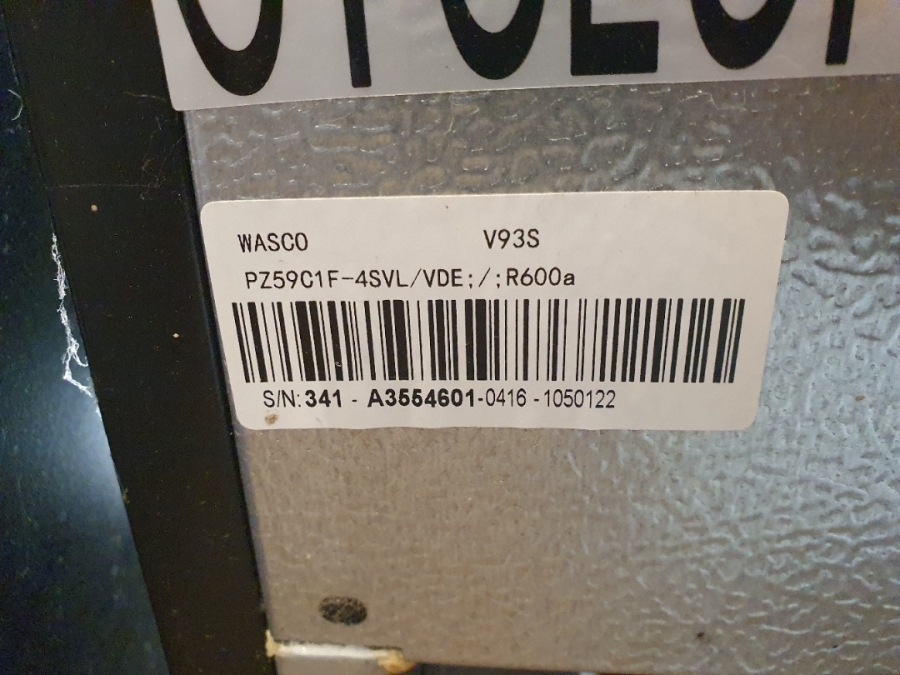 WASCO V93S
PZ59C1F-4SVL/VDE;/;R600a
S/N: 341 - A3554601-0416 -1050122